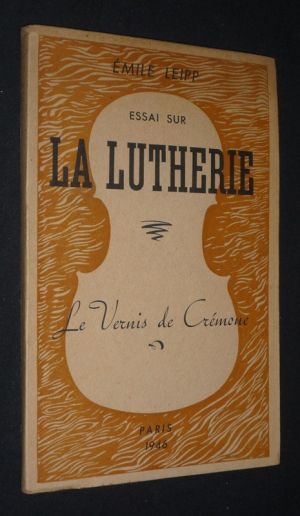 ÉMILE LEIPP
ESSAI SUR
LA LUTHERIE
Le Vernis de Crémone
PARIS
1946